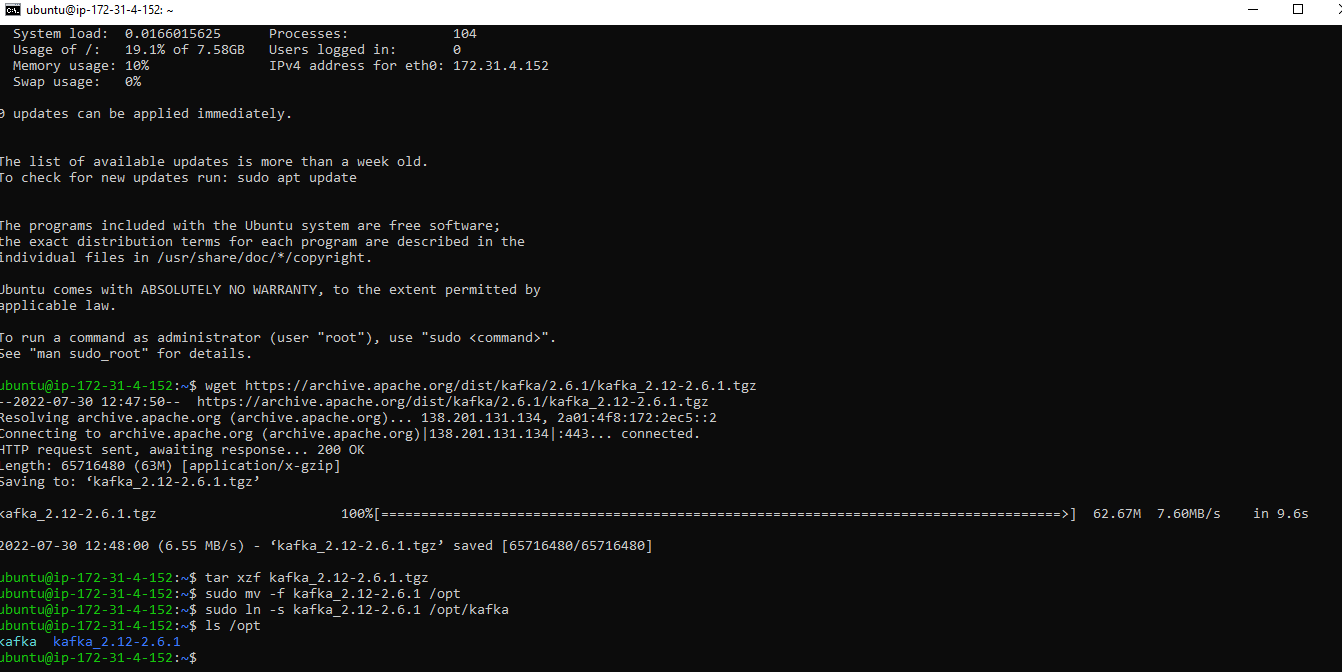 ubuntu@ip-172-31-4-152: ~
System load:  0.0166015625      Processes:             104
Usage of /:   19.1% of 7.58GB   Users logged in:       0
Memory usage: 10%               IPv4 address for eth0: 172.31.4.152
Swap usage:   0%
0 updates can be applied immediately.
The list of available updates is more than a week old.
To check for new updates run: sudo apt update
The programs included with the Ubuntu system are free software;
the exact distribution terms for each program are described in the
individual files in /usr/share/doc/*/copyright.
Ubuntu comes with ABSOLUTELY NO WARRANTY, to the extent permitted by
applicable law.
To run a command as administrator (user "root"), use "sudo <command>".
See "man sudo_root" for details.
ubuntu@ip-172-31-4-152:~$ wget https://archive.apache.org/dist/kafka/2.6.1/kafka_2.12-2.6.1.tgz
--2022-07-30 12:47:50--  https://archive.apache.org/dist/kafka/2.6.1/kafka_2.12-2.6.1.tgz
Resolving archive.apache.org (archive.apache.org)... 138.201.131.134, 2a01:4f8:172:2ec5::2
Connecting to archive.apache.org (archive.apache.org)|138.201.131.134|:443... connected.
HTTP request sent, awaiting response... 200 OK
Length: 65716480 (63M) [application/x-gzip]
Saving to: ‘kafka_2.12-2.6.1.tgz’
kafka_2.12-2.6.1.tgz                       100%[=====================================================================================>]  62.67M  7.60MB/s    in 9.6s
2022-07-30 12:48:00 (6.55 MB/s) - ‘kafka_2.12-2.6.1.tgz’ saved [65716480/65716480]
ubuntu@ip-172-31-4-152:~$ tar xzf kafka_2.12-2.6.1.tgz
ubuntu@ip-172-31-4-152:~$ sudo mv -f kafka_2.12-2.6.1 /opt
ubuntu@ip-172-31-4-152:~$ sudo ln -s kafka_2.12-2.6.1 /opt/kafka
ubuntu@ip-172-31-4-152:~$ ls /opt
kafka  kafka_2.12-2.6.1
ubuntu@ip-172-31-4-152:~$